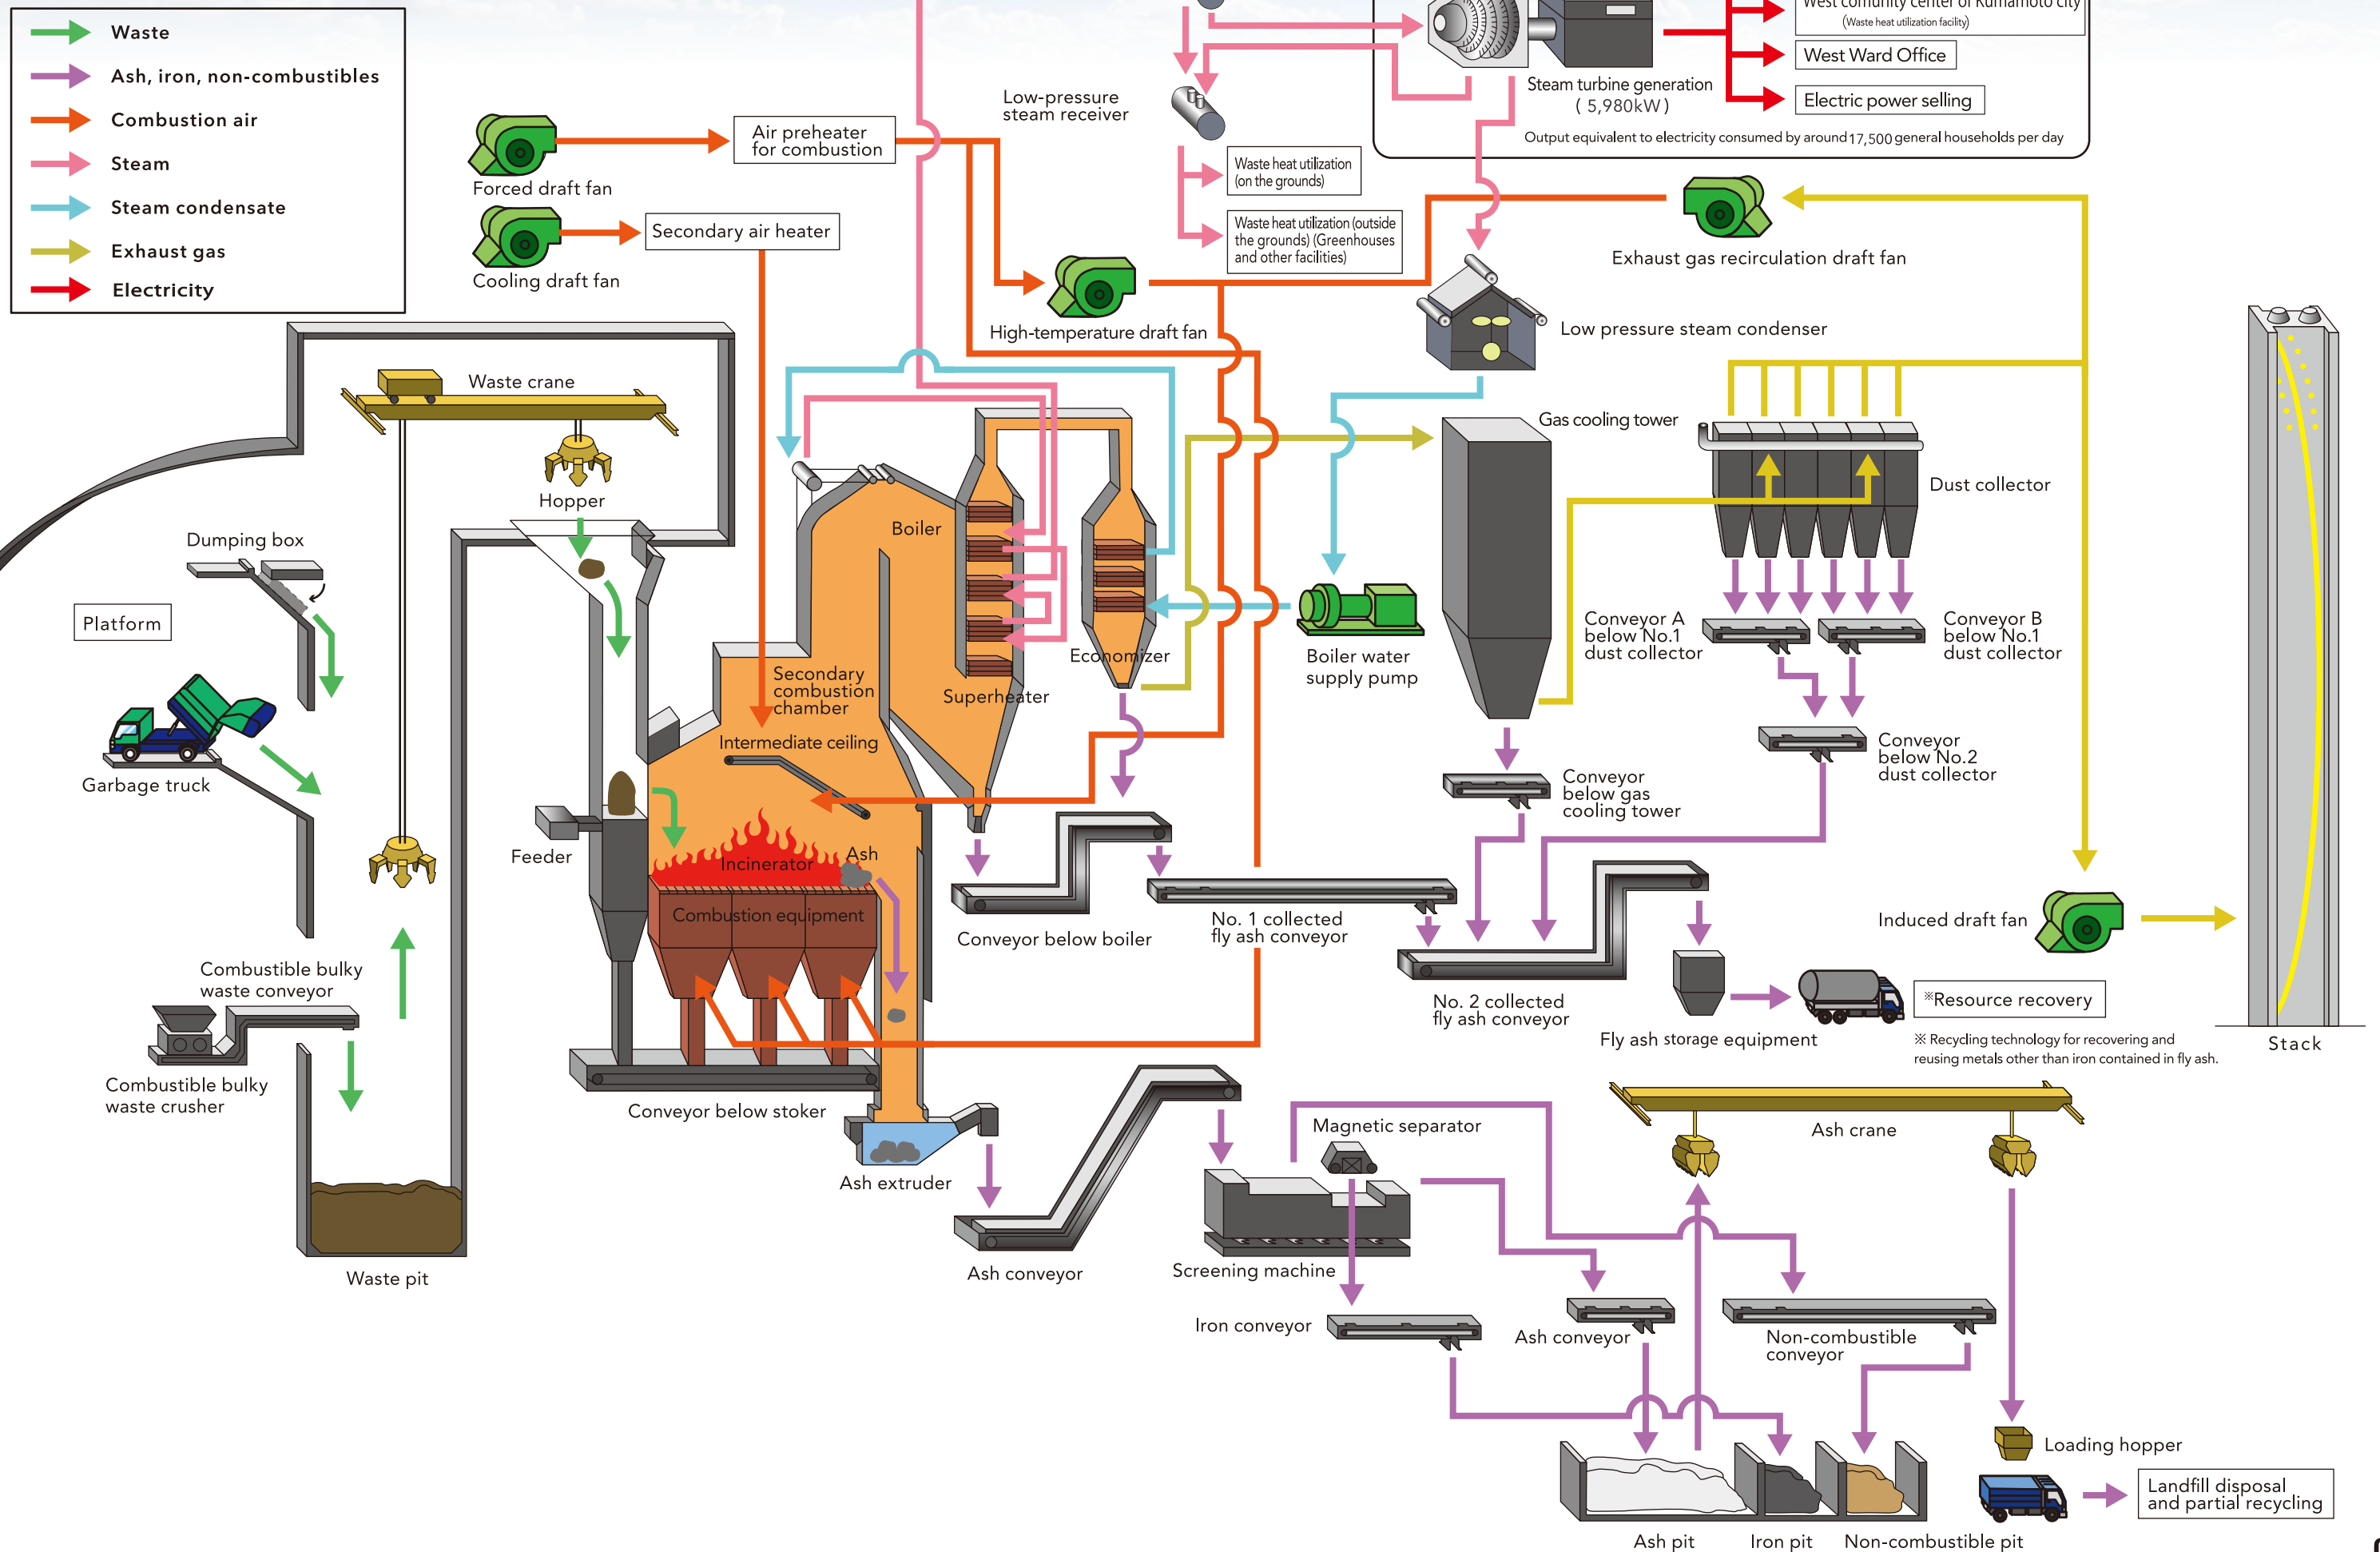 Waste
Ash, iron, non-combustibles
Combustion air
Steam
Steam condensate
Exhaust gas
Electricity
West comunity center of Kumamoto city
(Waste heat utilization facility)
West Ward Office
Electric power selling
Steam turbine generation
( 5,980kW )
Output equivalent to electricity consumed by around 17,500 general households per day
Low-pressure
steam receiver
Air preheater
for combustion
Forced draft fan
Waste heat utilization
(on the grounds)
Secondary air heater
Cooling draft fan
Waste heat utilization (outside
the grounds) (Greenhouses
and other facilities)
Exhaust gas recirculation draft fan
High-temperature draft fan
Low pressure steam condenser
Waste crane
Hopper
Gas cooling tower
Dust collector
Boiler
Dumping box
Platform
Garbage truck
Secondary
combustion
chamber
Superheater
Economizer
Boiler water
supply pump
Conveyor A
below No.1
dust collector
Conveyor B
below No.1
dust collector
Intermediate ceiling
Conveyor
below No.2
dust collector
Conveyor
below gas
cooling tower
Feeder
Incinerator
Ash
Combustion equipment
Conveyor below boiler
No. 1 collected
fly ash conveyor
Induced draft fan
Combustible bulky
waste conveyor
No. 2 collected
fly ash conveyor
※Resource recovery
Fly ash storage equipment
※ Recycling technology for recovering and
reusing metals other than iron contained in fly ash.
Stack
Combustible bulky
waste crusher
Conveyor below stoker
Magnetic separator
Ash crane
Ash extruder
Waste pit
Ash conveyor
Screening machine
Iron conveyor
Ash conveyor
Non-combustible
conveyor
Loading hopper
Landfill disposal
and partial recycling
Ash pit
Iron pit
Non-combustible pit